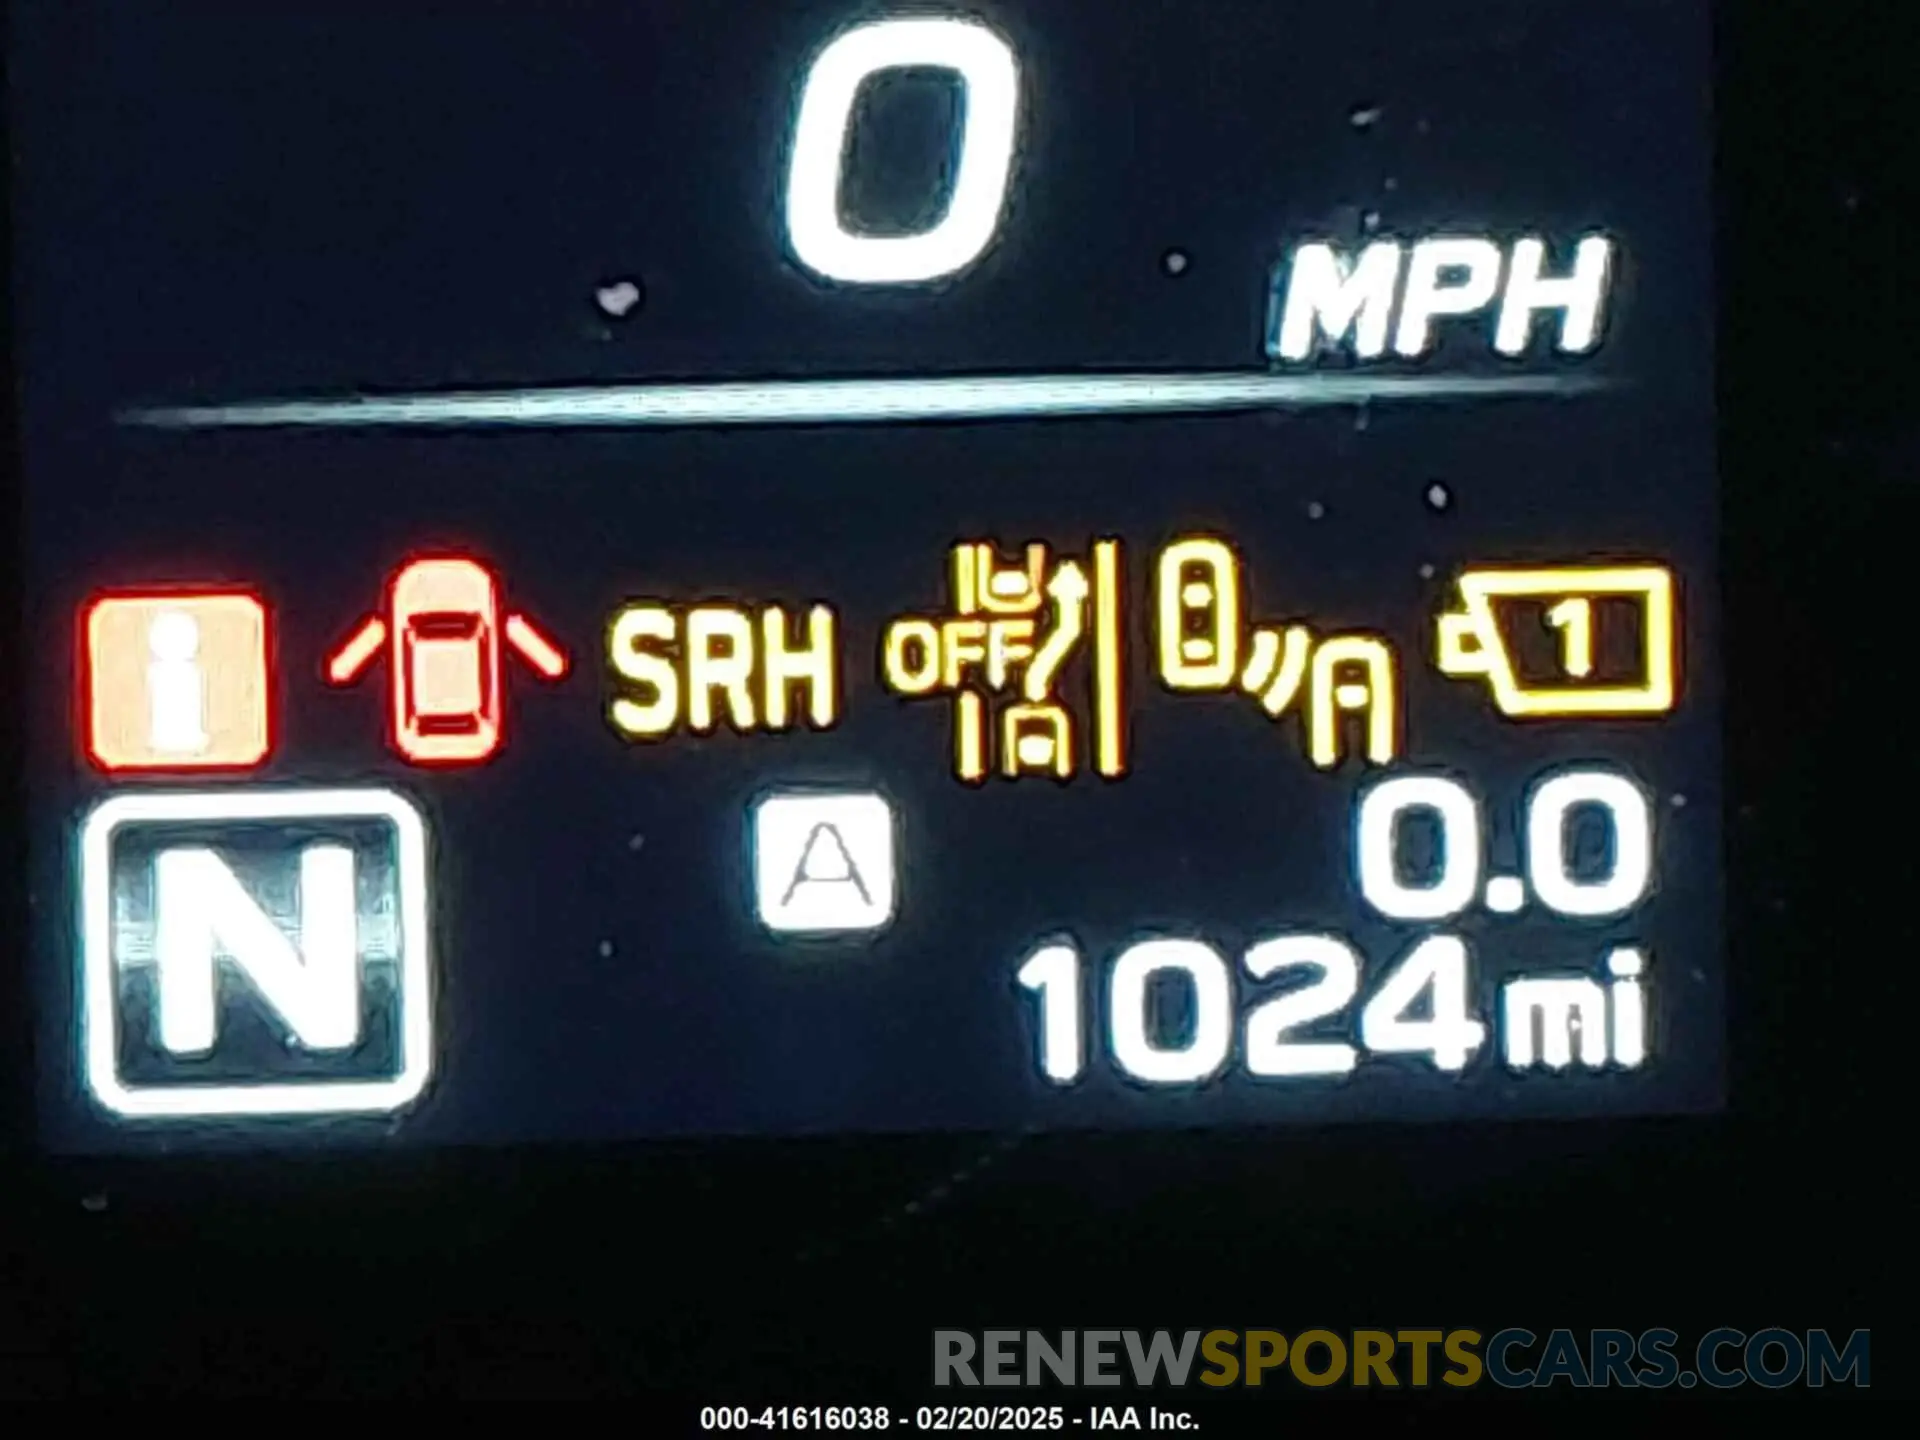 0
MPH
i
SRH
OFF
1
N
A
0.0
1024 mi
RENEWSPORTSCARS.COM
000-41616038 - 02/20/2025 - IAA Inc.